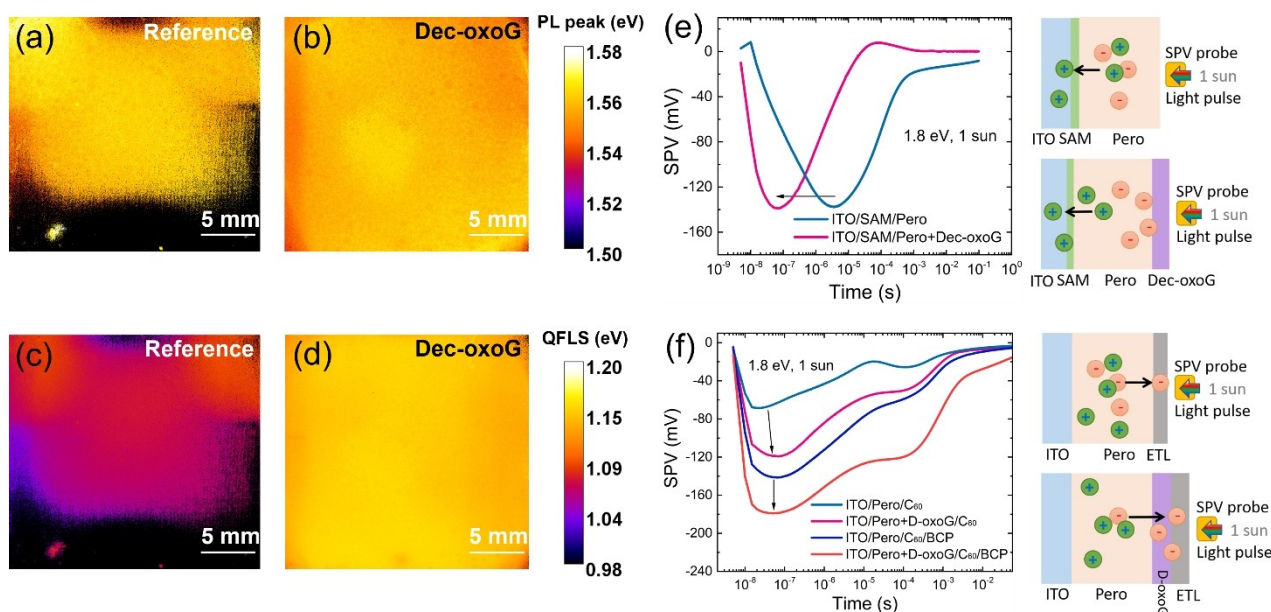 (a)
Reference
5 mm
(b)
Dec-oxoG
5 mm
PL peak (eV)
1.58
1.56
1.54
1.52
1.50
(c)
Reference
5 mm
(d)
Dec-oxoG
5 mm
QFLS (eV)
1.20
1.15
1.09
1.04
0.98
(e)
SPV (mV)
0
-40
-80
-120
-160
1.8 eV, 1 sun
ITO/SAM/Pero
ITO/SAM/Pero+Dec-oxoG
10⁻⁹ 10⁻⁸ 10⁻⁷ 10⁻⁶ 10⁻⁵ 10⁻⁴ 10⁻³ 10⁻² 10⁻¹ 10⁰
Time (s)
SPV probe
1 sun
Light pulse
ITO SAM Pero
SPV probe
1 sun
Light pulse
ITO SAM Pero Dec-oxoG
(f)
SPV (mV)
0
-40
-80
-120
-160
-200
-240
1.8 eV, 1 sun
ITO/Pero/C₆₀
ITO/Pero+D-oxoG/C₆₀
ITO/Pero/C₆₀/BCP
ITO/Pero+D-oxoG/C₆₀/BCP
10⁻⁸ 10⁻⁷ 10⁻⁶ 10⁻⁵ 10⁻⁴ 10⁻³ 10⁻²
Time (s)
SPV probe
1 sun
Light pulse
ITO Pero ETL
SPV probe
1 sun
Light pulse
ITO Pero D-oxoG ETL